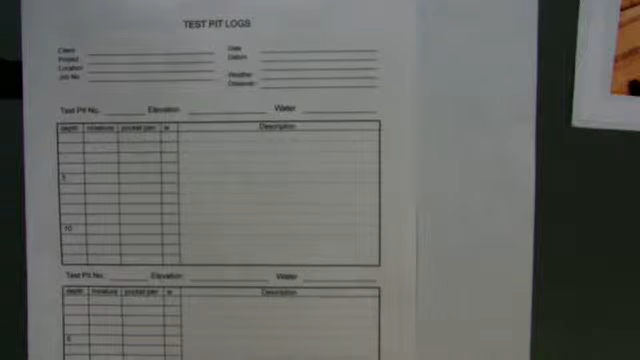 TEST PIT LOGS
Client Date
Project Datum
Location
Job No. Weather
Observer
Test Pit No. Elevation Water
depth moisture pocket pen w Description
5
10
Test Pit No. Elevation Water
depth moisture pocket pen w Description
5